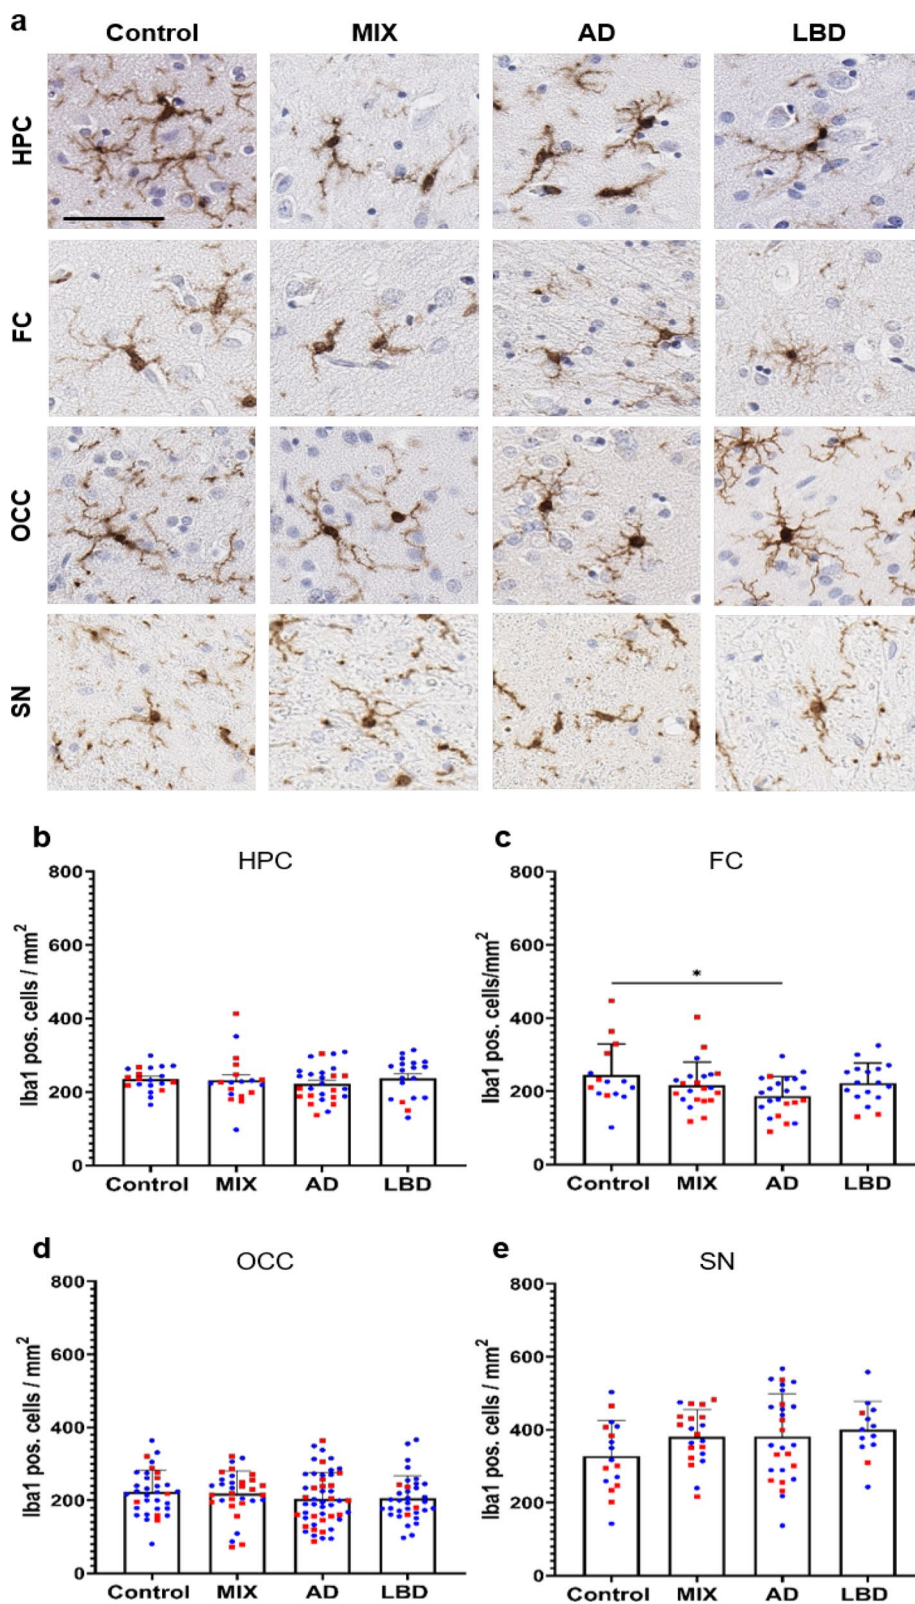 a
Control MIX AD LBD
HPC
FC
OCC
SN
b
HPC
Iba1 pos. cells / mm2
800
600
400
200
0
Control MIX AD LBD
c
FC
Iba1 pos. cells/mm2
800
600
400
200
0
*
Control MIX AD LBD
d
OCC
Iba1 pos. cells / mm2
800
600
400
200
0
Control MIX AD LBD
e
SN
Iba1 pos. cells / mm2
800
600
400
200
0
Control MIX AD LBD